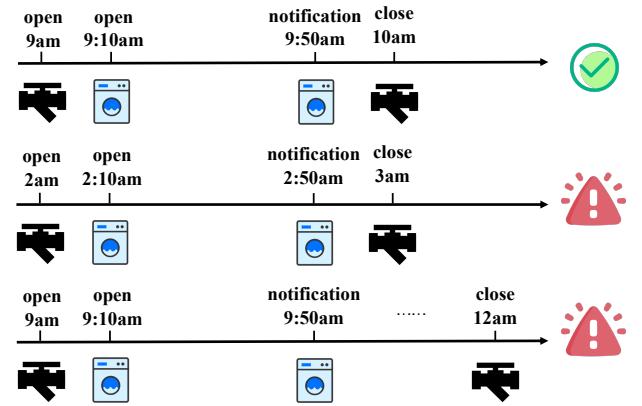 open open notification close
9am 9:10am 9:50am 10am
open open notification close
2am 2:10am 2:50am 3am
open open notification ...... close
9am 9:10am 9:50am 12am